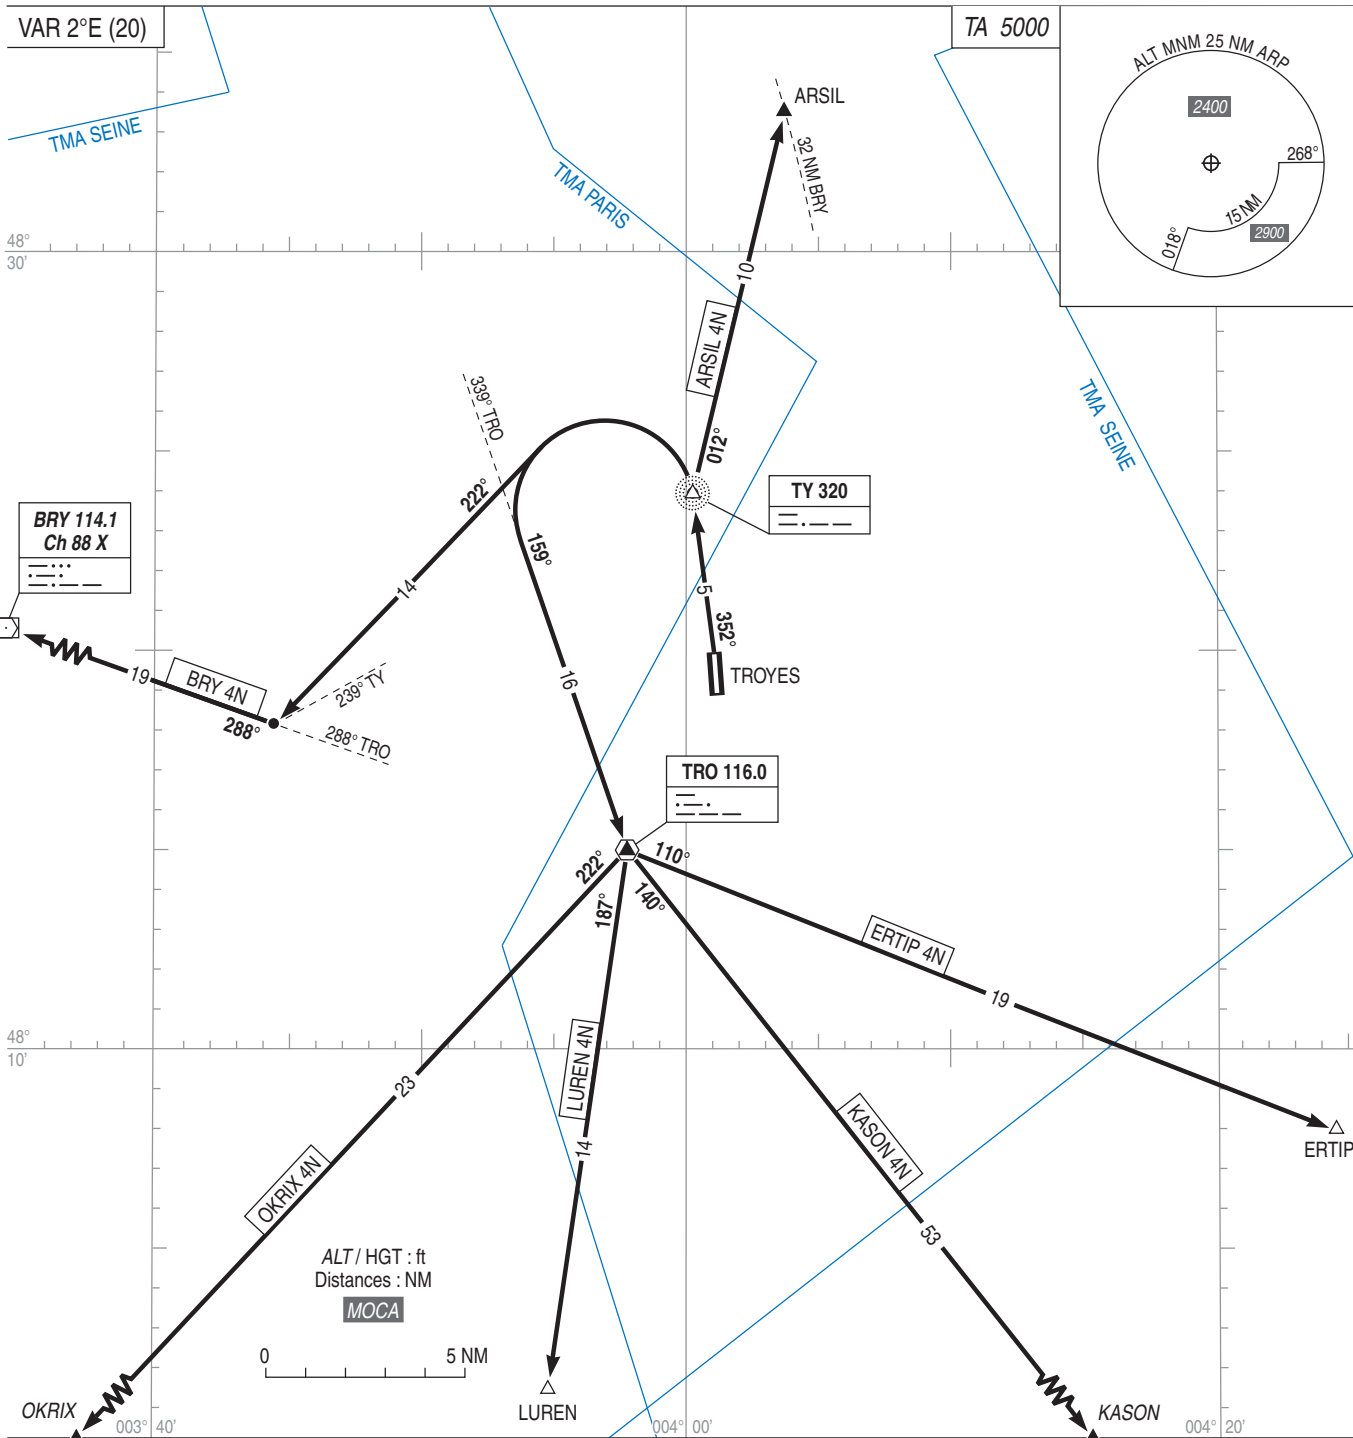 VAR 2°E (20)
TA 5000
ALT MNM 25 NM ARP
2400
268°
15 NM
2900
018°
TMA SEINE
ARSIL
32 NM BRY
TMA PARIS
48°
30'
10
ARSIL 4N
339° TRO
012°
TMA SEINE
222°
TY 320
BRY 114.1
Ch 88 X
159°
14
5
352°
TROYES
19
BRY 4N
239° TY
288°
288° TRO
16
TRO 116.0
222°
110°
187°
140°
ERTIP 4N
19
48°
10'
LUREN 4N
23
KASON 4N
14
ERTIP
OKRIX 4N
53
ALT / HGT : ft
Distances : NM
MOCA
0
5 NM
OKRIX
LUREN
KASON
003° 40'
004° 00'
004° 20'